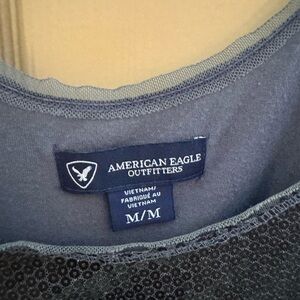 AMERICAN EAGLE
OUTFITTERS
VIETNAM/
FABRIQUÉ AU
VIETNAM
M/M